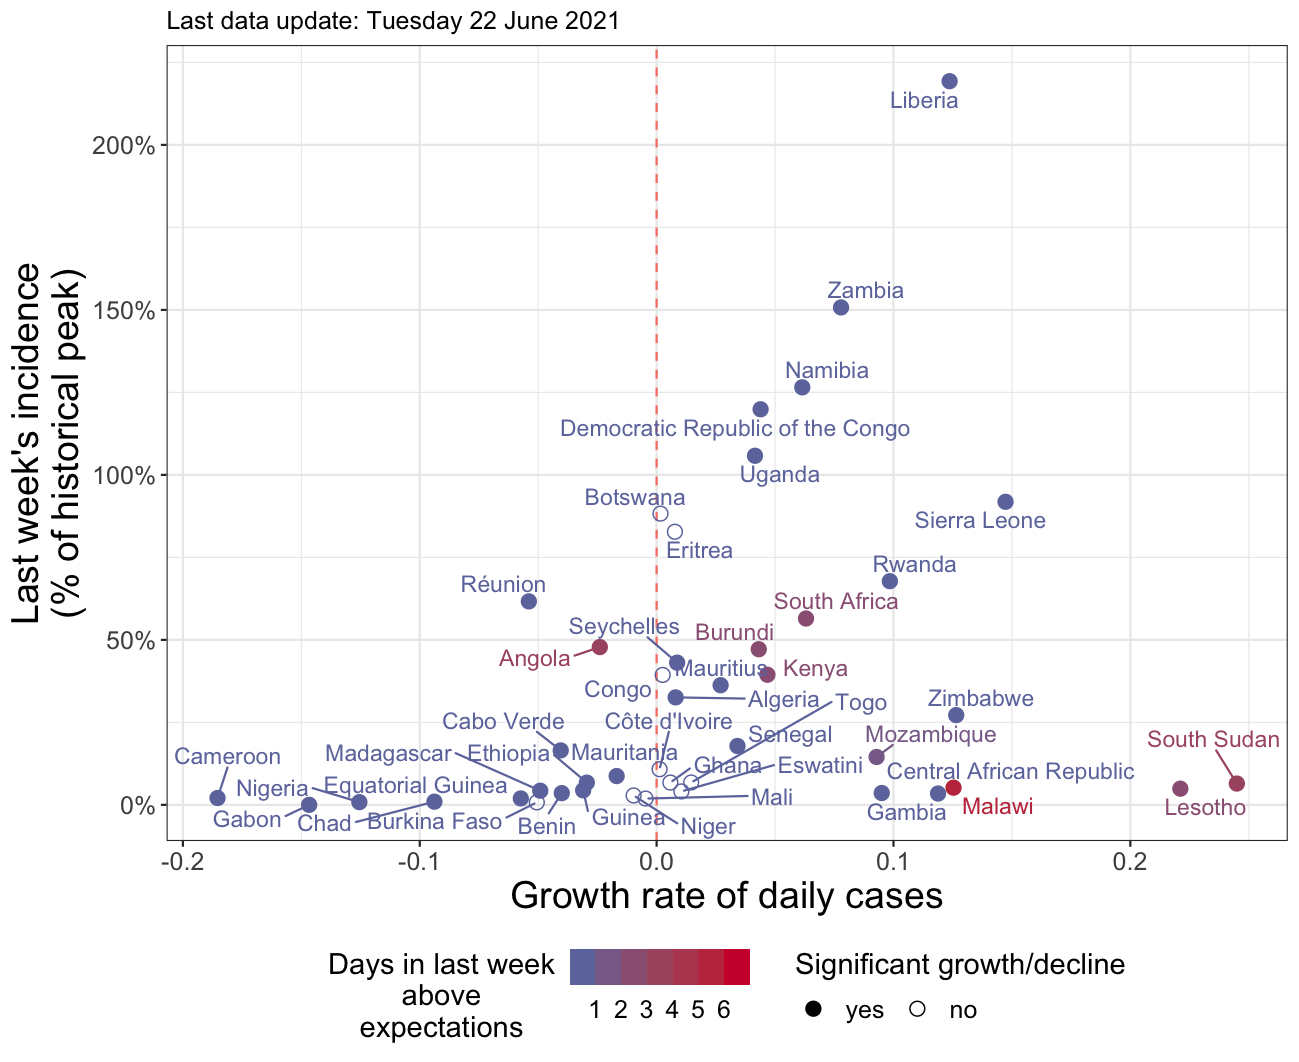 Last data update: Tuesday 22 June 2021
Last week's incidence
(% of historical peak)
200%
150%
100%
50%
0%
Liberia
Zambia
Namibia
Democratic Republic of the Congo
Uganda
Botswana
Sierra Leone
Eritrea
Rwanda
Réunion
South Africa
Seychelles
Burundi
Angola
Mauritius
Kenya
Congo
Algeria
Togo
Zimbabwe
Cabo Verde
Côte d'Ivoire
Senegal
Mozambique
South Sudan
Cameroon
Madagascar
Ethiopia
Mauritania
Ghana
Eswatini
Central African Republic
Nigeria
Equatorial Guinea
Mali
Malawi
Lesotho
Gabon
Chad
Burkina Faso
Benin
Guinea
Niger
Gambia
-0.2
-0.1
0.0
0.1
0.2
Growth rate of daily cases
Days in last week
above
expectations
1 2 3 4 5 6
Significant growth/decline
yes
no